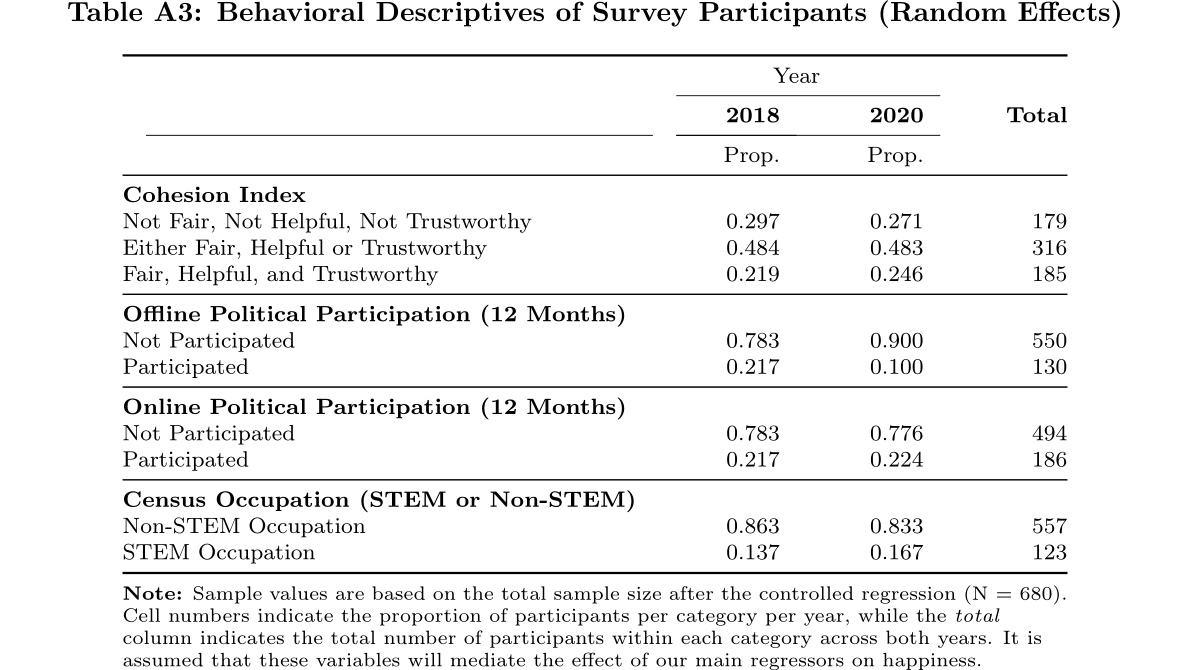 Table A3: Behavioral Descriptives of Survey Participants (Random Effects)
Year
2018 2020 Total
Prop. Prop.
Cohesion Index
Not Fair, Not Helpful, Not Trustworthy 0.297 0.271 179
Either Fair, Helpful or Trustworthy 0.484 0.483 316
Fair, Helpful, and Trustworthy 0.219 0.246 185
Offline Political Participation (12 Months)
Not Participated 0.783 0.900 550
Participated 0.217 0.100 130
Online Political Participation (12 Months)
Not Participated 0.783 0.776 494
Participated 0.217 0.224 186
Census Occupation (STEM or Non-STEM)
Non-STEM Occupation 0.863 0.833 557
STEM Occupation 0.137 0.167 123
Note: Sample values are based on the total sample size after the controlled regression (N = 680).
Cell numbers indicate the proportion of participants per category per year, while the total
column indicates the total number of participants within each category across both years. It is
assumed that these variables will mediate the effect of our main regressors on happiness.